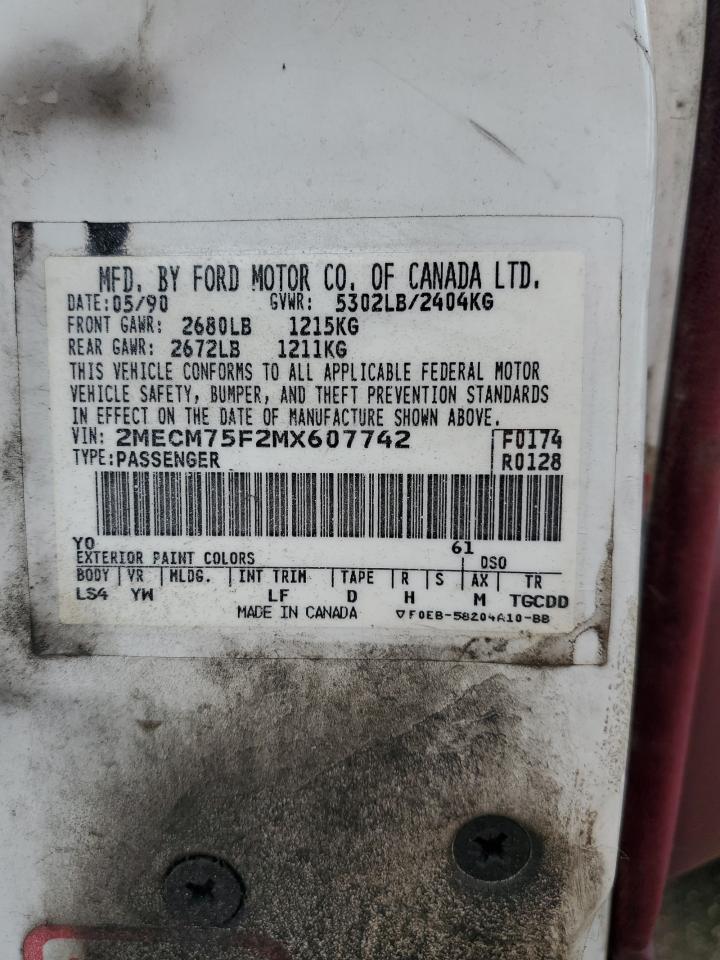 MFD. BY FORD MOTOR CO. OF CANADA LTD.
DATE:05/90 GVWR: 5302LB/2404KG
FRONT GAWR: 2680LB 1215KG
REAR GAWR: 2672LB 1211KG
THIS VEHICLE CONFORMS TO ALL APPLICABLE FEDERAL MOTOR
VEHICLE SAFETY, BUMPER, AND THEFT PREVENTION STANDARDS
IN EFFECT ON THE DATE OF MANUFACTURE SHOWN ABOVE.
VIN: 2MECM75F2MX607742 F0174
TYPE:PASSENGER R0128
YO 61
EXTERIOR PAINT COLORS DSO
BODY VR MLDG. INT TRIM TAPE R S AX TR
LS4 YW LF D H M TGCDD
MADE IN CANADA ▽F0EB-58204A10-BB